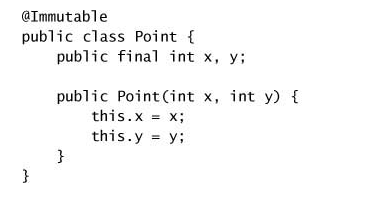 @Immutable
public class Point {
    public final int x, y;

    public Point(int x, int y) {
        this.x = x;
        this.y = y;
    }
}